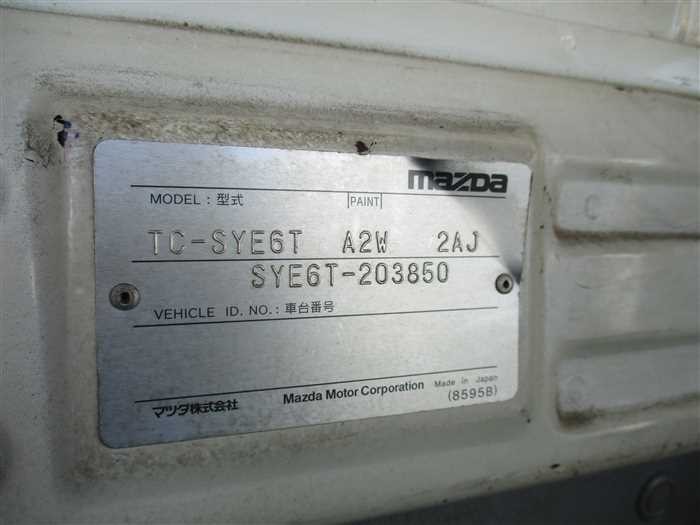 mazda
MODEL : 型式 PAINT
TC-SYE6T A2W 2AJ
SYE6T-203850
VEHICLE ID. NO. : 車台番号
マツダ株式会社 Mazda Motor Corporation Made in Japan
(8595B)